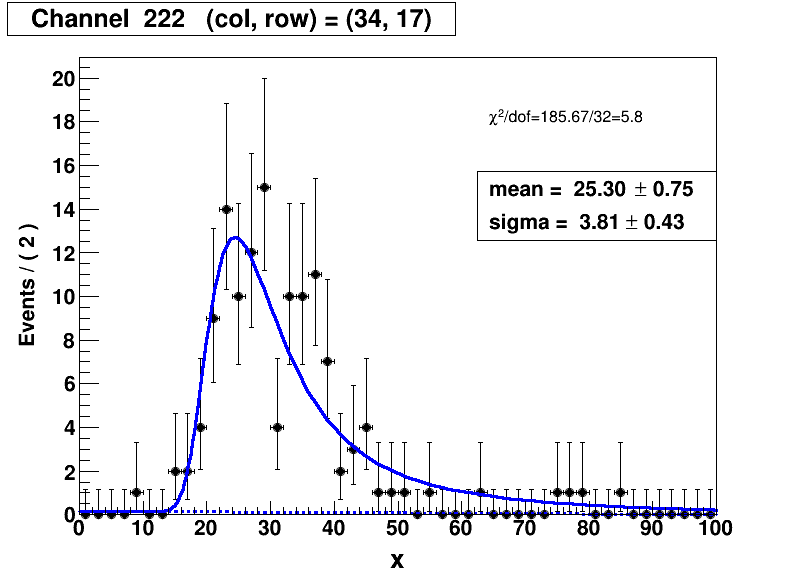 Channel 222 (col, row) = (34, 17)
χ²/dof=185.67/32=5.8
mean = 25.30 ± 0.75
sigma = 3.81 ± 0.43
Events / ( 2 )
20
18
16
14
12
10
8
6
4
2
0
0 10 20 30 40 50 60 70 80 90 100
x